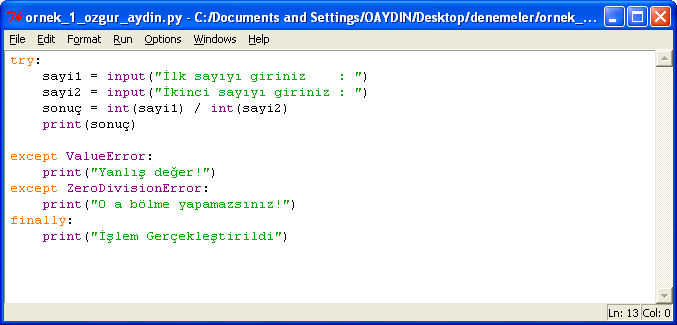 ornek_1_ozgur_aydin.py - C:/Documents and Settings/OAYDIN/Desktop/denemeler/ornek_...
File Edit Run Format Options Windows Help
try:
    sayi1 = input("İlk sayıyı giriniz    : ")
    sayi2 = input("İkinci sayıyı giriniz : ")
    sonuç = int(sayi1) / int(sayi2)
    print(sonuç)

except ValueError:
    print("Yanlış değer!")
except ZeroDivisionError:
    print("O a bölme yapamazsınız!")
finally:
    print("İşlem Gerçekleştirildi")
Ln: 13 Col: 0